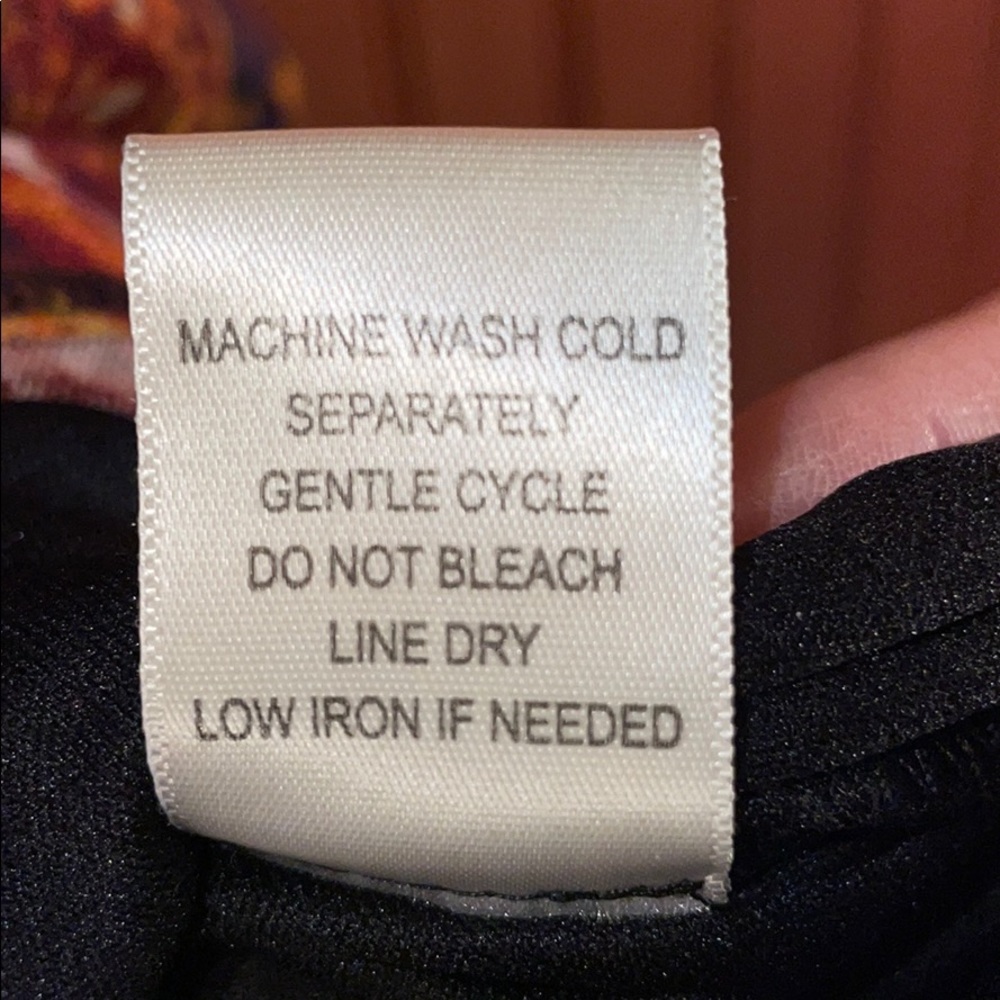 MACHINE WASH COLD
SEPARATELY
GENTLE CYCLE
DO NOT BLEACH
LINE DRY
LOW IRON IF NEEDED